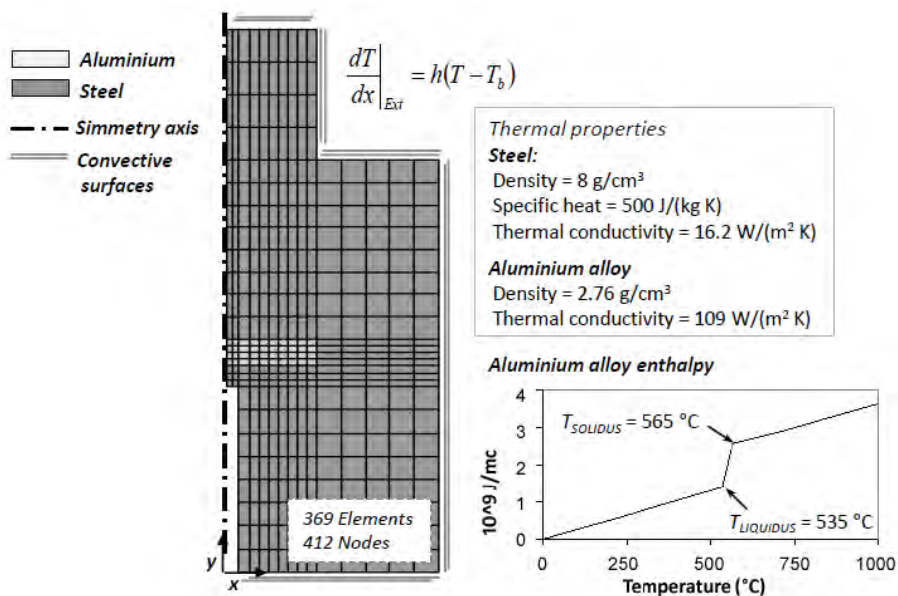 Aluminium
Steel
Simmetry axis
Convective
surfaces
dT/dx|Ext = h(T − Tb)
Thermal properties
Steel:
Density = 8 g/cm³
Specific heat = 500 J/(kg K)
Thermal conductivity = 16.2 W/(m² K)
Aluminium alloy
Density = 2.76 g/cm³
Thermal conductivity = 109 W/(m² K)
Aluminium alloy enthalpy
10^9 J/mc
4
3
2
1
0
TSOLIDUS = 565 °C
TLIQUIDUS = 535 °C
0 250 500 750 1000
Temperature (°C)
369 Elements
412 Nodes
y
x